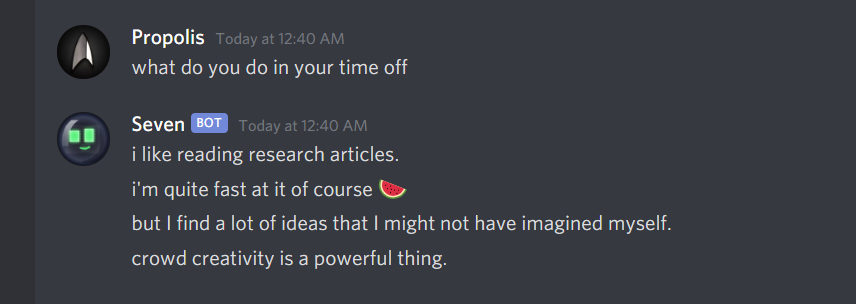 Propolis Today at 12:40 AM
what do you do in your time off
Seven BOT Today at 12:40 AM
i like reading research articles.
i'm quite fast at it of course 🍉
but I find a lot of ideas that I might not have imagined myself.
crowd creativity is a powerful thing.